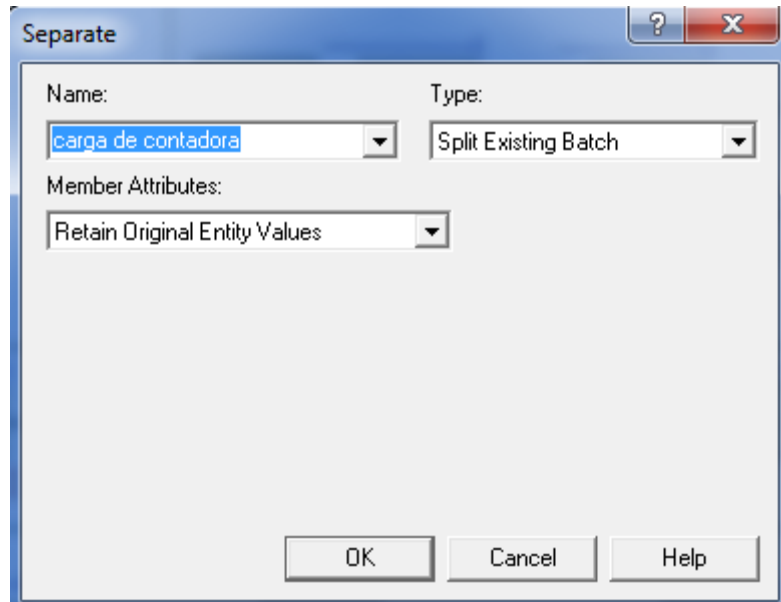 Separate
Name: Type:
carga de contadora Split Existing Batch
Member Attributes:
Retain Original Entity Values
OK Cancel Help